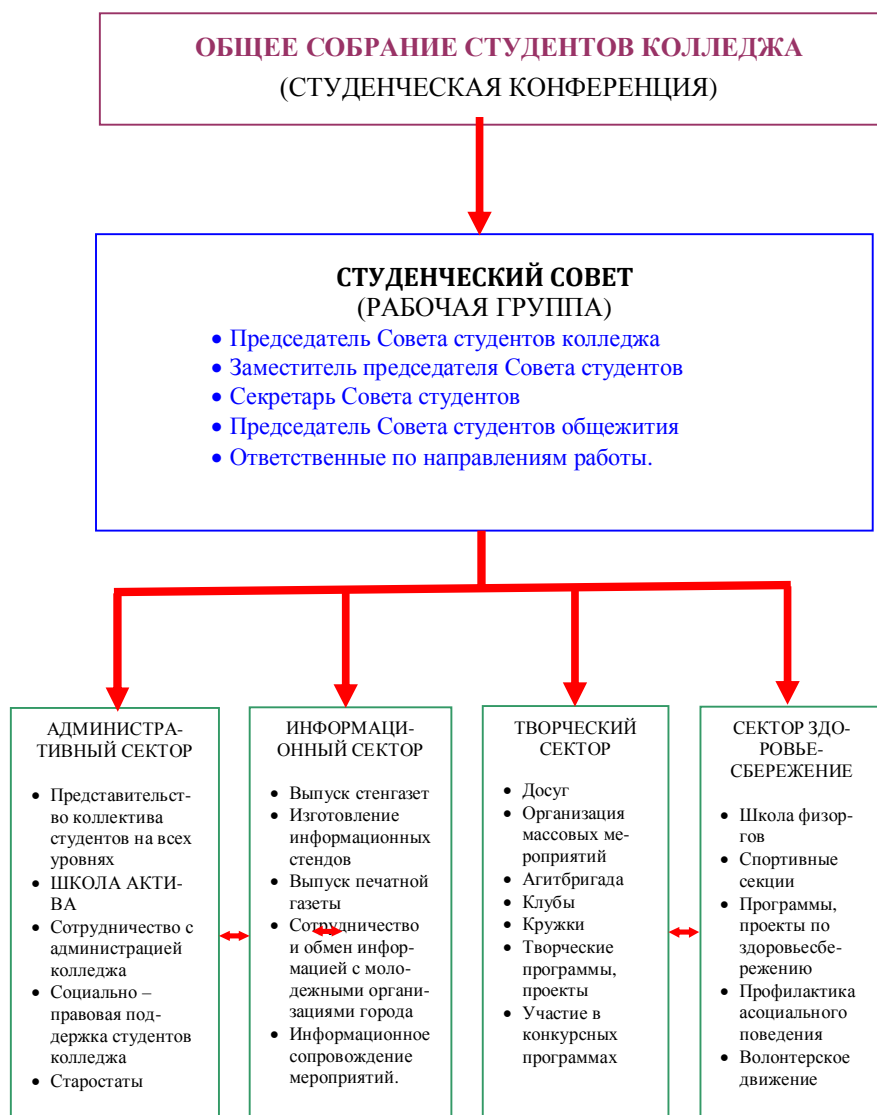 ОБЩЕЕ СОБРАНИЕ СТУДЕНТОВ КОЛЛЕДЖА
(СТУДЕНЧЕСКАЯ КОНФЕРЕНЦИЯ)
СТУДЕНЧЕСКИЙ СОВЕТ
(РАБОЧАЯ ГРУППА)
• Председатель Совета студентов колледжа
• Заместитель председателя Совета студентов
• Секретарь Совета студентов
• Председатель Совета студентов общежития
• Ответственные по направлениям работы.
АДМИНИСТРА-
ТИВНЫЙ СЕКТОР
• Представительст-
во коллектива
студентов на всех
уровнях
• ШКОЛА АКТИ-
ВА
• Сотрудничество с
администрацией
колледжа
• Социально –
правовая под-
держка студентов
колледжа
• Старостаты
ИНФОРМАЦИ-
ОННЫЙ СЕКТОР
• Выпуск стенгазет
• Изготовление
информационных
стендов
• Выпуск печатной
газеты
• Сотрудничество
и обмен инфор-
мацией с моло-
дежными органи-
зациями города
• Информационное
сопровождение
мероприятий.
ТВОРЧЕСКИЙ
СЕКТОР
• Досуг
• Организация
массовых ме-
роприятий
• Агитбригада
• Клубы
• Кружки
• Творческие
программы,
проекты
• Участие в
конкурсных
программах
СЕКТОР ЗДО-
РОВЬЕ-
СБЕРЕЖЕНИЕ
• Школа физор-
гов
• Спортивные
секции
• Программы,
проекты по
здоровьесбе-
режению
• Профилактика
асоциального
поведения
• Волонтерское
движение